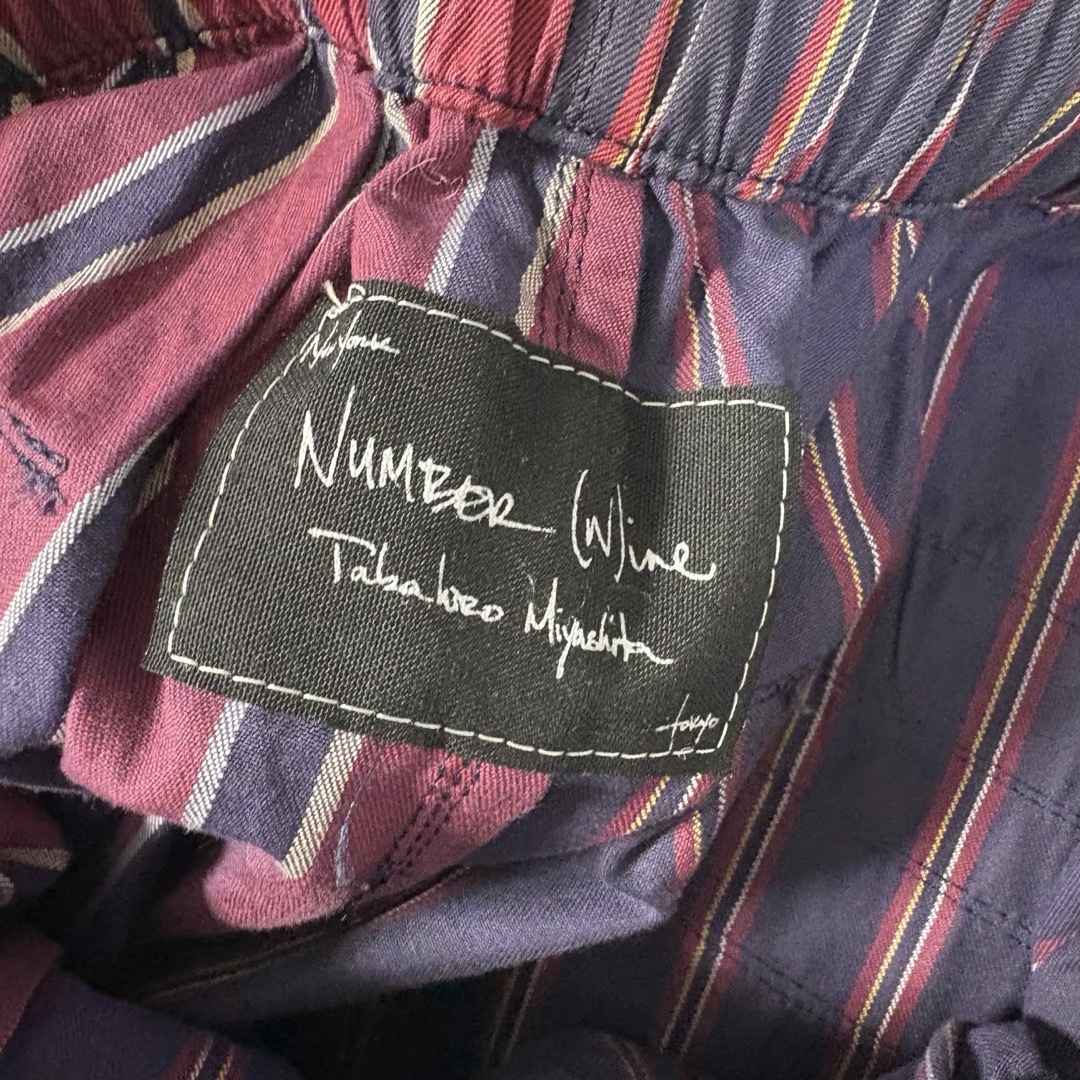 New York
NUMBER (N)ine
Takahiro Miyashita
tokyo